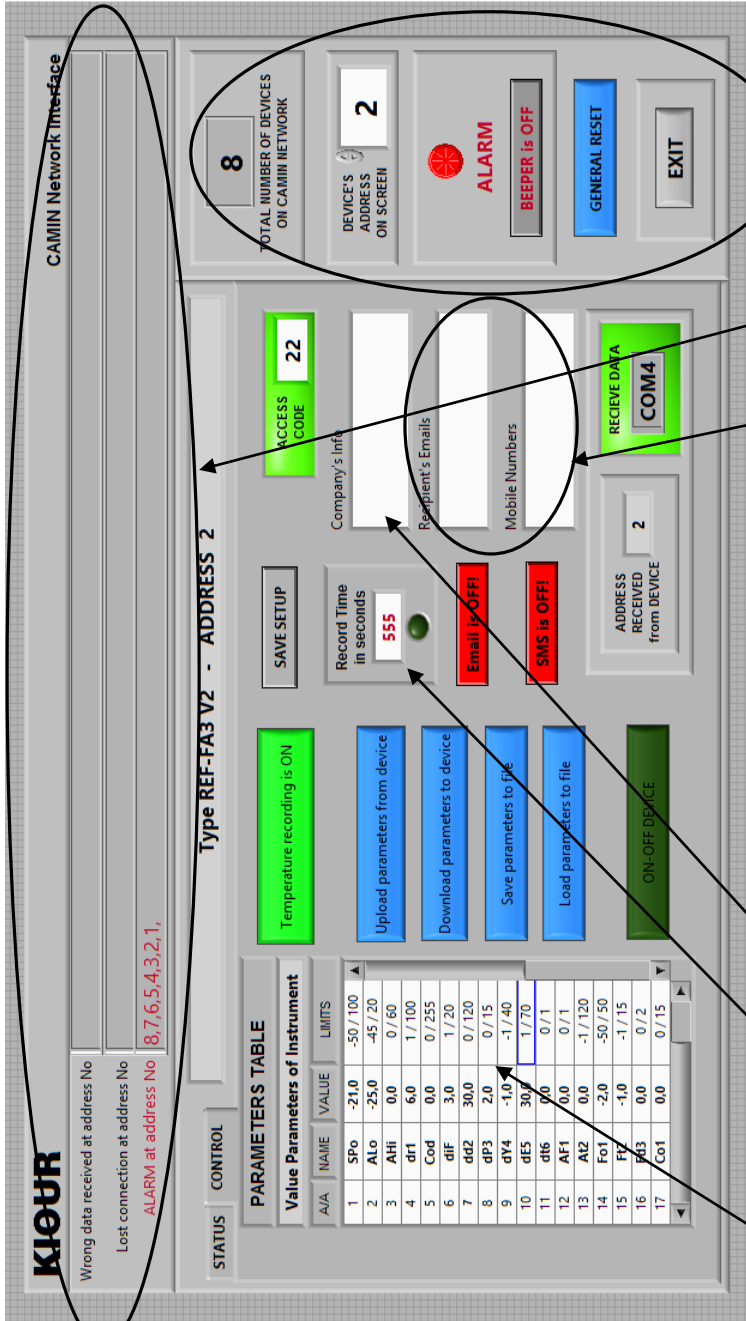 KIOUR
CAMIN Network Interface
Wrong data received at address No
Lost connection at address No
ALARM at address No 8,7,6,5,4,3,2,1,
STATUS
CONTROL
Type REF-FA3 V2 - ADDRESS 2
PARAMETERS TABLE
Value Parameters of Instrument
A/A NAME VALUE LIMITS
1 SPo -21,0 -50 / 100
2 ALo -25,0 -45 / 20
3 AHi 0,0 0 / 60
4 dr1 6,0 1 / 100
5 Cod 0,0 0 / 255
6 diF 3,0 1 / 20
7 dd2 30,0 0 / 120
8 dP3 2,0 0 / 15
9 dY4 -1,0 -1 / 40
10 dE5 30,0 1 / 70
11 dt6 0,0 0 / 1
12 AF1 0,0 0 / 1
13 At2 0,0 -1 / 120
14 Fo1 -2,0 -50 / 50
15 Ft2 -1,0 -1 / 15
16 Fd3 0,0 0 / 2
17 Co1 0,0 0 / 15
Temperature recording is ON
Upload parameters from device
Download parameters to device
Save parameters to file
Load parameters to file
ON-OFF DEVICE
SAVE SETUP
Record Time
in seconds
555
Email is OFF!
SMS is OFF!
ACCESS
CODE
22
Company's Info
Recipient's Emails
Mobile Numbers
ADDRESS
RECEIVED
from DEVICE
2
RECIEVE DATA
COM4
8
TOTAL NUMBER OF DEVICES
ON CAMIN NETWORK
DEVICE'S
ADDRESS
ON SCREEN
2
ALARM
BEEPER is OFF
GENERAL RESET
EXIT